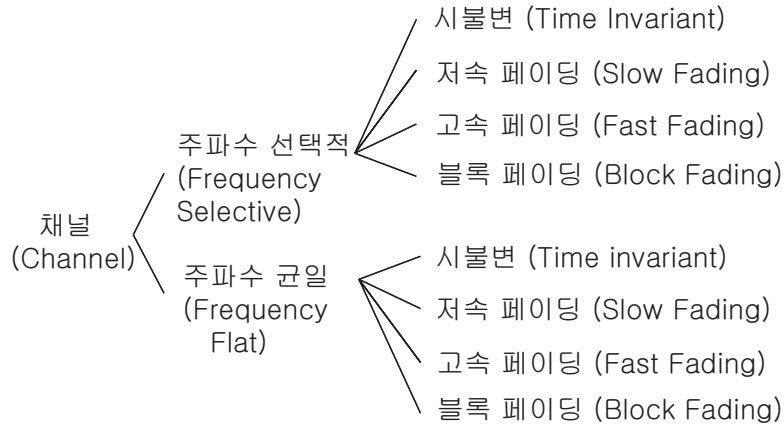 채널
(Channel)
주파수 선택적
(Frequency
Selective)
시불변 (Time Invariant)
저속 페이딩 (Slow Fading)
고속 페이딩 (Fast Fading)
블록 페이딩 (Block Fading)
주파수 균일
(Frequency
Flat)
시불변 (Time invariant)
저속 페이딩 (Slow Fading)
고속 페이딩 (Fast Fading)
블록 페이딩 (Block Fading)